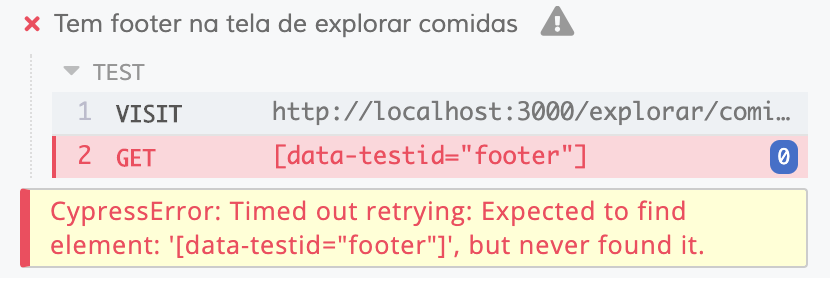 Tem footer na tela de explorar comidas
TEST
1 VISIT http://localhost:3000/explorar/comi…
2 GET [data-testid="footer"] 0
CypressError: Timed out retrying: Expected to find
element: '[data-testid="footer"]', but never found it.